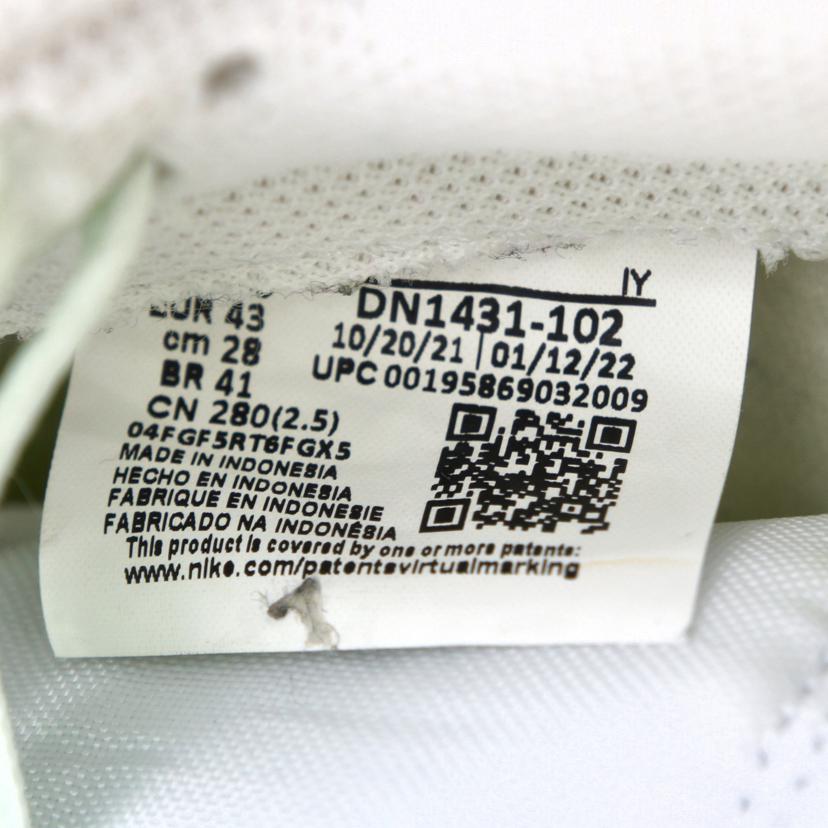 IY
EUR 43
cm 28
BR 41
CN 280(2.5)
DN1431-102
10/20/21 | 01/12/22
UPC 00195869032009
04FGF5RT6FGX5
MADE IN INDONESIA
HECHO EN INDONESIA
FABRIQUE EN INDONESIE
FABRICADO NA INDONÉSIA
This product is covered by one or more patents:
www.nike.com/patentsvirtualmarking